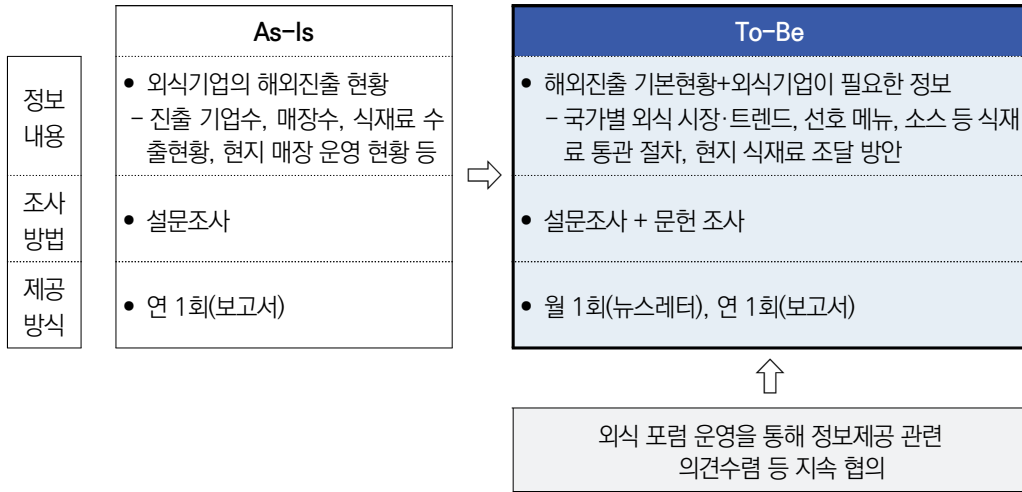 As-Is
To-Be
정보
내용
• 외식기업의 해외진출 현황
- 진출 기업수, 매장수, 식재료 수
출현황, 현지 매장 운영 현황 등
• 해외진출 기본현황+외식기업이 필요한 정보
- 국가별 외식 시장·트렌드, 선호 메뉴, 소스 등 식재
료 통관 절차, 현지 식재료 조달 방안
조사
방법
• 설문조사
• 설문조사 + 문헌 조사
제공
방식
• 연 1회(보고서)
• 월 1회(뉴스레터), 연 1회(보고서)
외식 포럼 운영을 통해 정보제공 관련
의견수렴 등 지속 협의